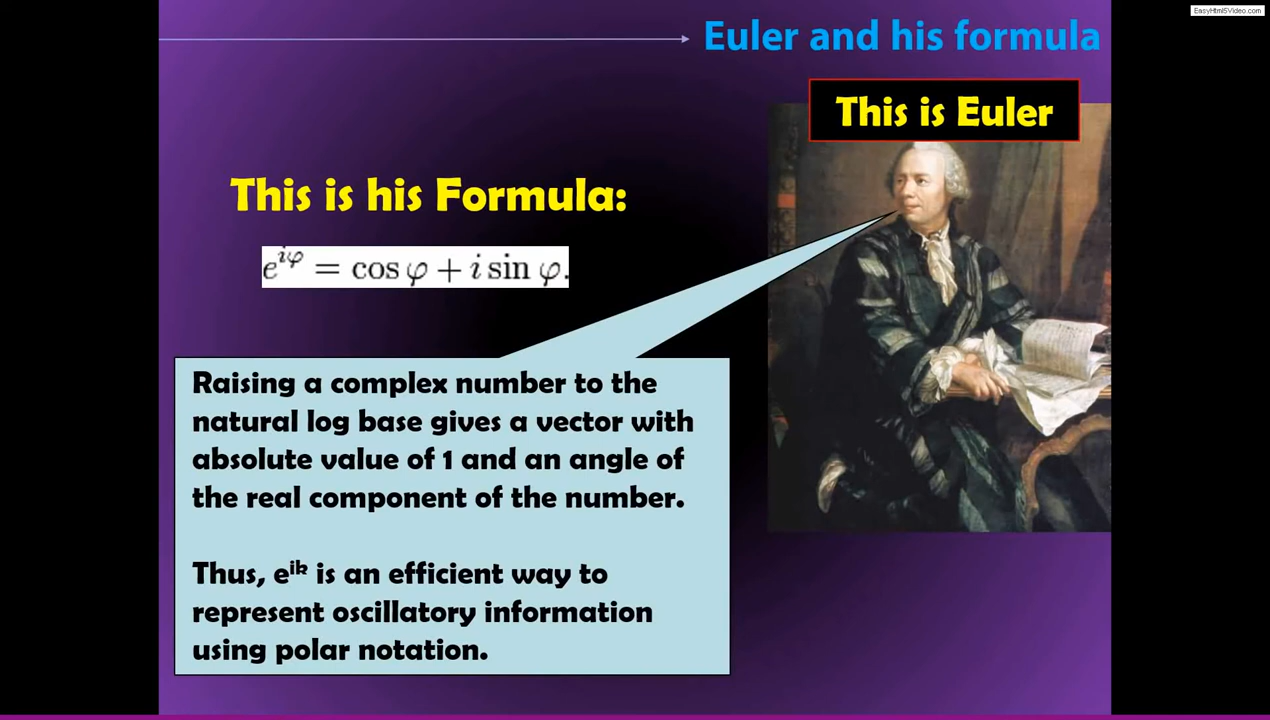 EasyHtml5Video.com
Euler and his formula
This is Euler
This is his Formula:
e^{iφ} = cos φ + i sin φ.
Raising a complex number to the
natural log base gives a vector with
absolute value of 1 and an angle of
the real component of the number.
Thus, e^{ik} is an efficient way to
represent oscillatory information
using polar notation.